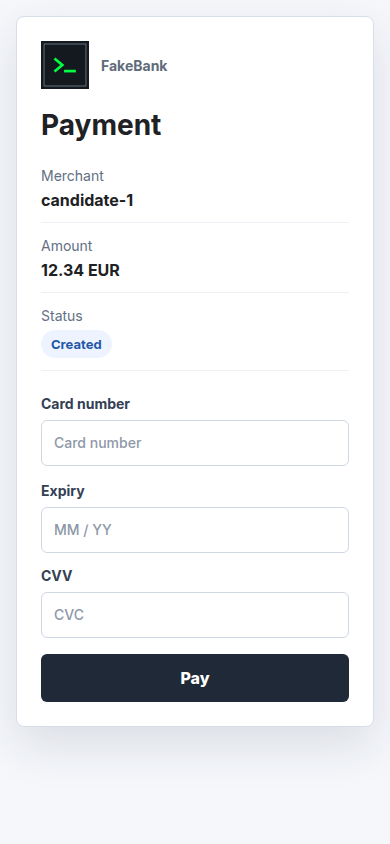 FakeBank
Payment
Merchant
candidate-1
Amount
12.34 EUR
Status
Created
Card number
Card number
Expiry
MM / YY
CVV
CVC
Pay